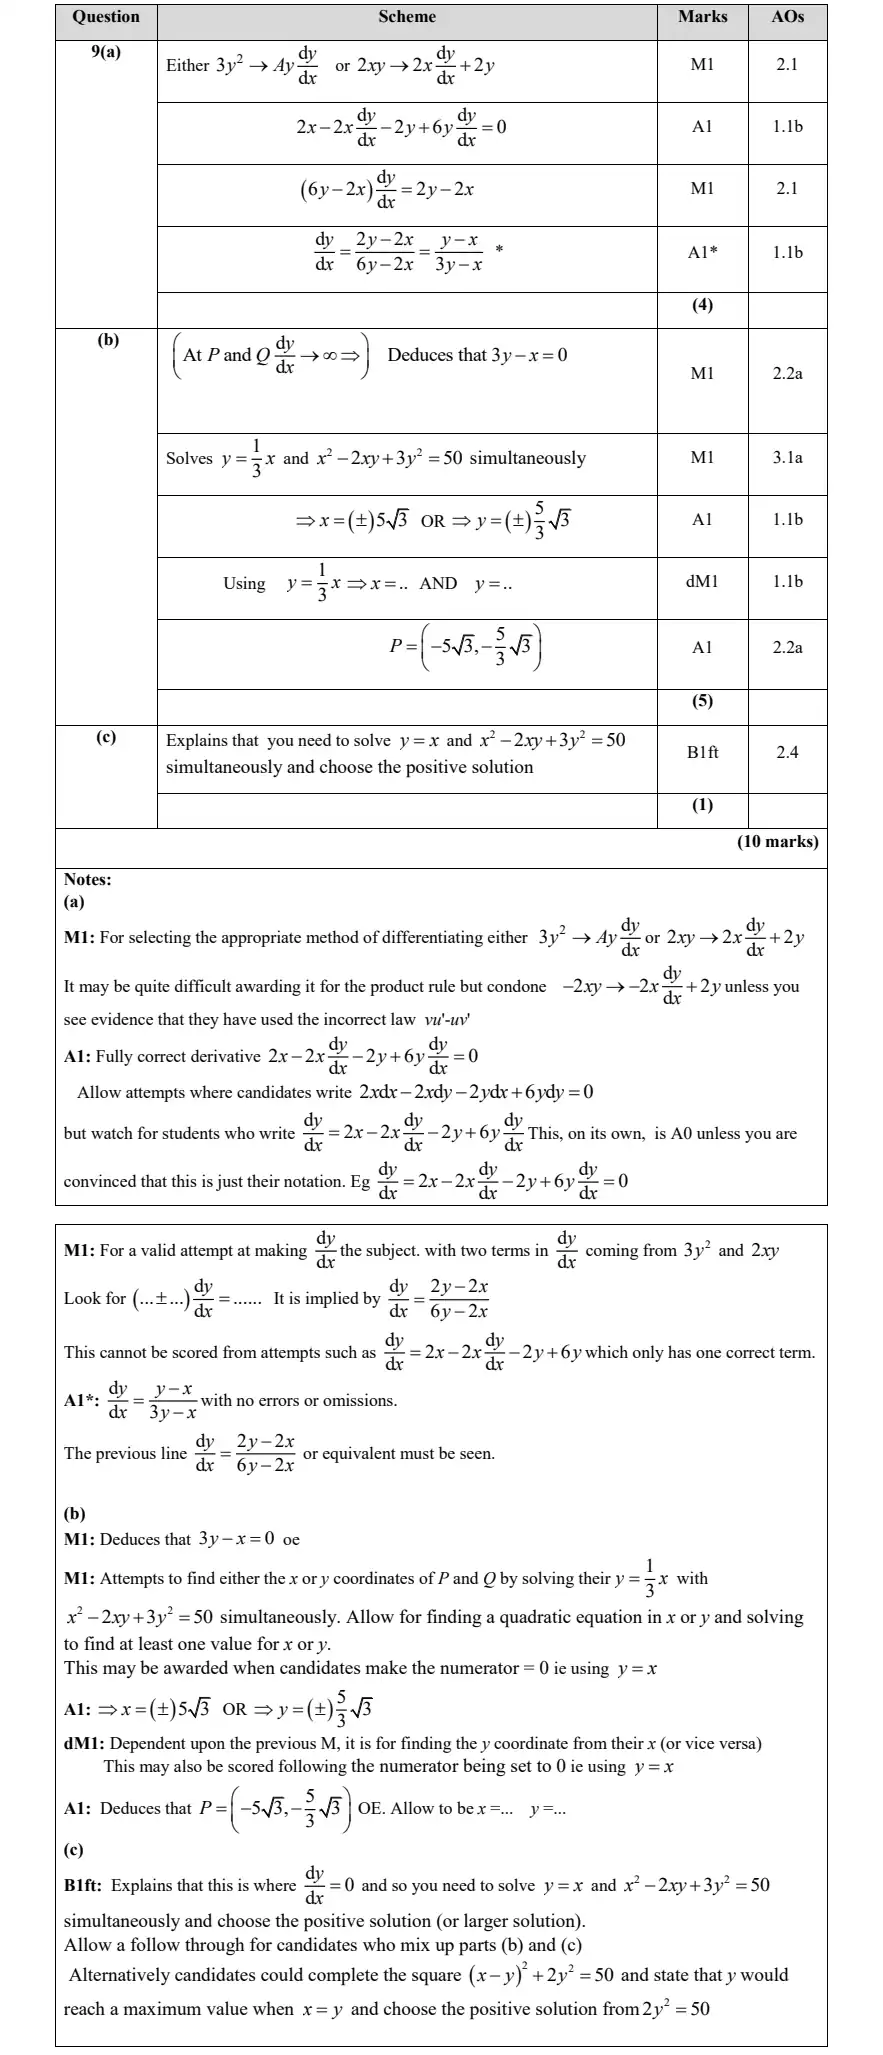 Question Scheme Marks AOs
9(a) Either 3y² → Ay dy/dx or 2xy → 2x dy/dx + 2y M1 2.1
2x − 2x dy/dx − 2y + 6y dy/dx = 0 A1 1.1b
(6y − 2x) dy/dx = 2y − 2x M1 2.1
dy/dx = (2y − 2x)/(6y − 2x) = (y − x)/(3y − x) * A1* 1.1b
(4)
(b) (At P and Q dy/dx → ∞ ⇒) Deduces that 3y − x = 0 M1 2.2a
Solves y = 1/3 x and x² − 2xy + 3y² = 50 simultaneously M1 3.1a
⇒ x = (±)5√3 OR ⇒ y = (±)5/3 √3 A1 1.1b
Using y = 1/3 x ⇒ x = .. AND y = .. dM1 1.1b
P = (−5√3, −5/3 √3) A1 2.2a
(5)
(c) Explains that you need to solve y = x and x² − 2xy + 3y² = 50
simultaneously and choose the positive solution B1ft 2.4
(1)
(10 marks)
Notes:
(a)
M1: For selecting the appropriate method of differentiating either 3y² → Ay dy/dx or 2xy → 2x dy/dx + 2y
It may be quite difficult awarding it for the product rule but condone −2xy → −2x dy/dx + 2y unless you
see evidence that they have used the incorrect law vu'-uv'
A1: Fully correct derivative 2x − 2x dy/dx − 2y + 6y dy/dx = 0
Allow attempts where candidates write 2xdx − 2xdy − 2ydx + 6ydy = 0
but watch for students who write dy/dx = 2x − 2x dy/dx − 2y + 6y dy/dx This, on its own, is A0 unless you are
convinced that this is just their notation. Eg dy/dx = 2x − 2x dy/dx − 2y + 6y dy/dx = 0
M1: For a valid attempt at making dy/dx the subject. with two terms in dy/dx coming from 3y² and 2xy
Look for (...±...) dy/dx = ...... It is implied by dy/dx = (2y − 2x)/(6y − 2x)
This cannot be scored from attempts such as dy/dx = 2x − 2x dy/dx − 2y + 6y which only has one correct term.
A1*: dy/dx = (y − x)/(3y − x) with no errors or omissions.
The previous line dy/dx = (2y − 2x)/(6y − 2x) or equivalent must be seen.
(b)
M1: Deduces that 3y − x = 0 oe
M1: Attempts to find either the x or y coordinates of P and Q by solving their y = 1/3 x with
x² − 2xy + 3y² = 50 simultaneously. Allow for finding a quadratic equation in x or y and solving
to find at least one value for x or y.
This may be awarded when candidates make the numerator = 0 ie using y = x
A1: ⇒ x = (±)5√3 OR ⇒ y = (±)5/3 √3
dM1: Dependent upon the previous M, it is for finding the y coordinate from their x (or vice versa)
This may also be scored following the numerator being set to 0 ie using y = x
A1: Deduces that P = (−5√3, −5/3 √3) OE. Allow to be x =... y =...
(c)
B1ft: Explains that this is where dy/dx = 0 and so you need to solve y = x and x² − 2xy + 3y² = 50
simultaneously and choose the positive solution (or larger solution).
Allow a follow through for candidates who mix up parts (b) and (c)
Alternatively candidates could complete the square (x − y)² + 2y² = 50 and state that y would
reach a maximum value when x = y and choose the positive solution from 2y² = 50